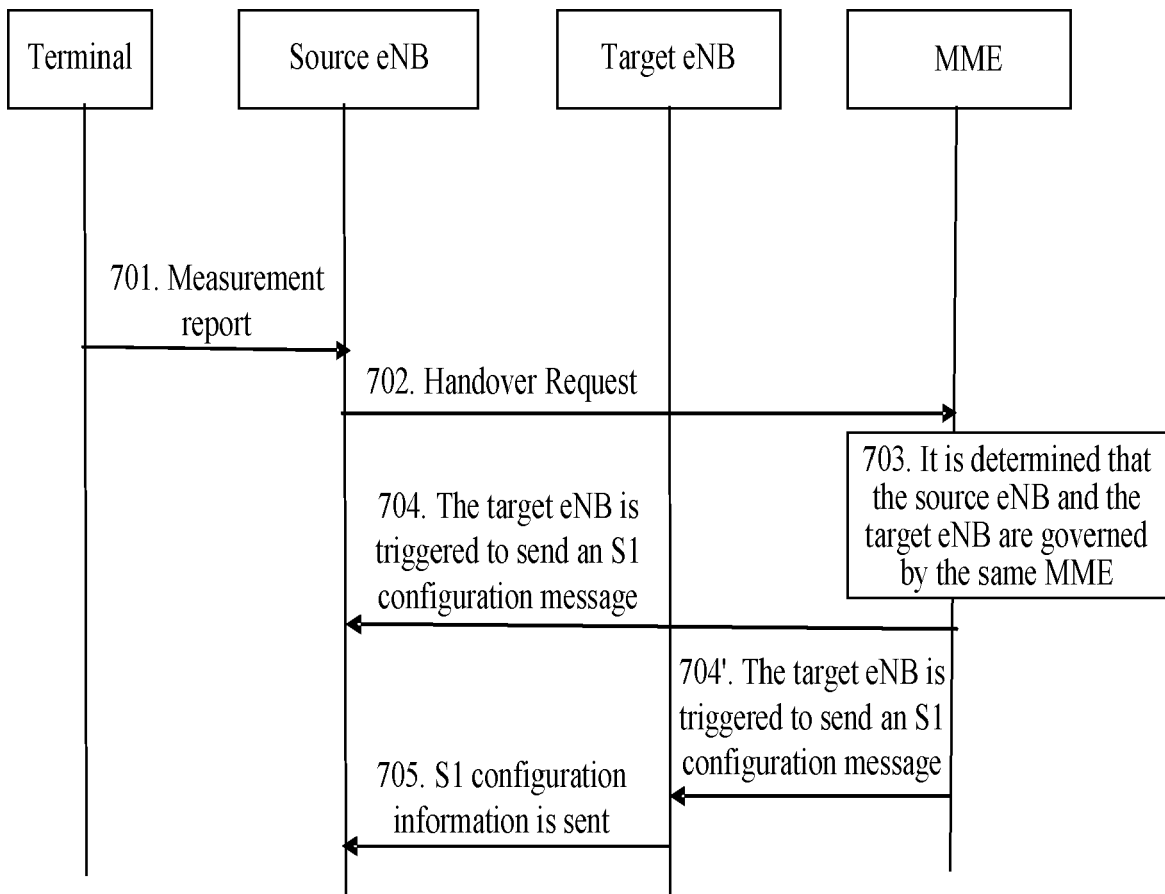 Terminal
Source eNB
Target eNB
MME
701. Measurement
report
702. Handover Request
703. It is determined that
the source eNB and the
target eNB are governed
by the same MME
704. The target eNB is
triggered to send an S1
configuration message
704'. The target eNB is
triggered to send an S1
configuration message
705. S1 configuration
information is sent